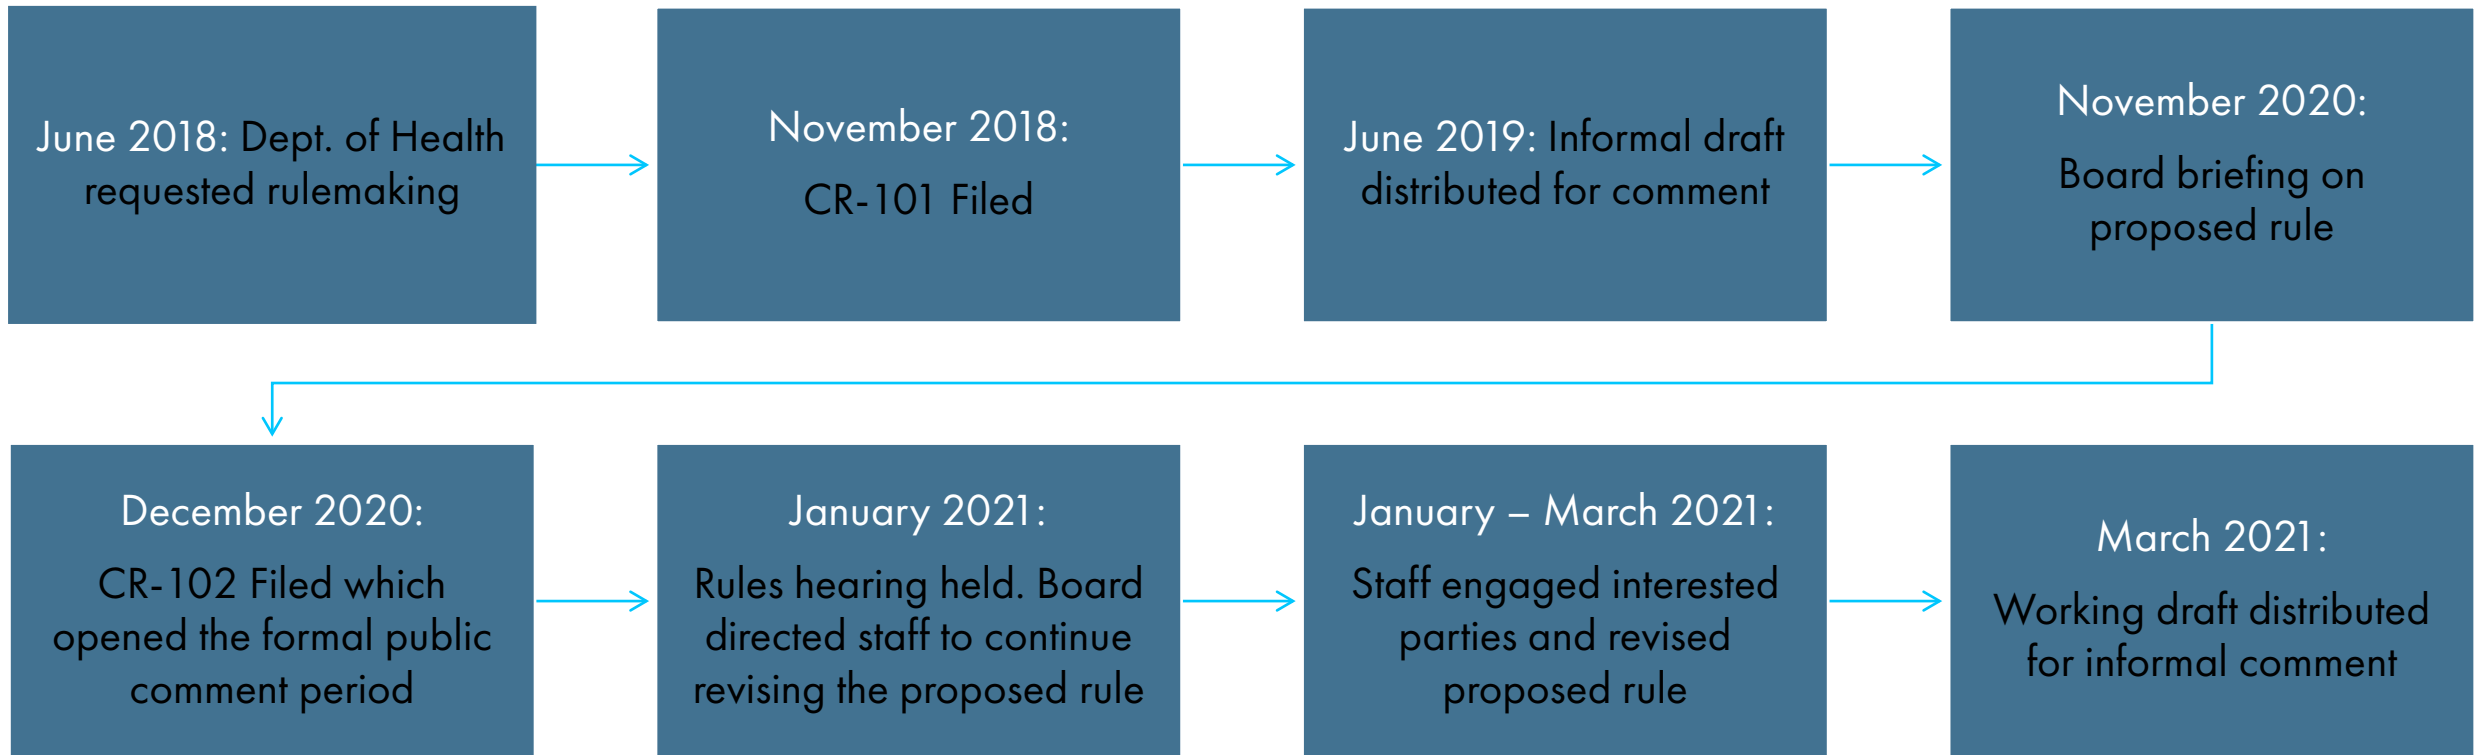 June 2018: Dept. of Health
requested rulemaking
November 2018:
CR-101 Filed
June 2019: Informal draft
distributed for comment
November 2020:
Board briefing on
proposed rule
December 2020:
CR-102 Filed which
opened the formal public
comment period
January 2021:
Rules hearing held. Board
directed staff to continue
revising the proposed rule
January – March 2021:
Staff engaged interested
parties and revised
proposed rule
March 2021:
Working draft distributed
for informal comment